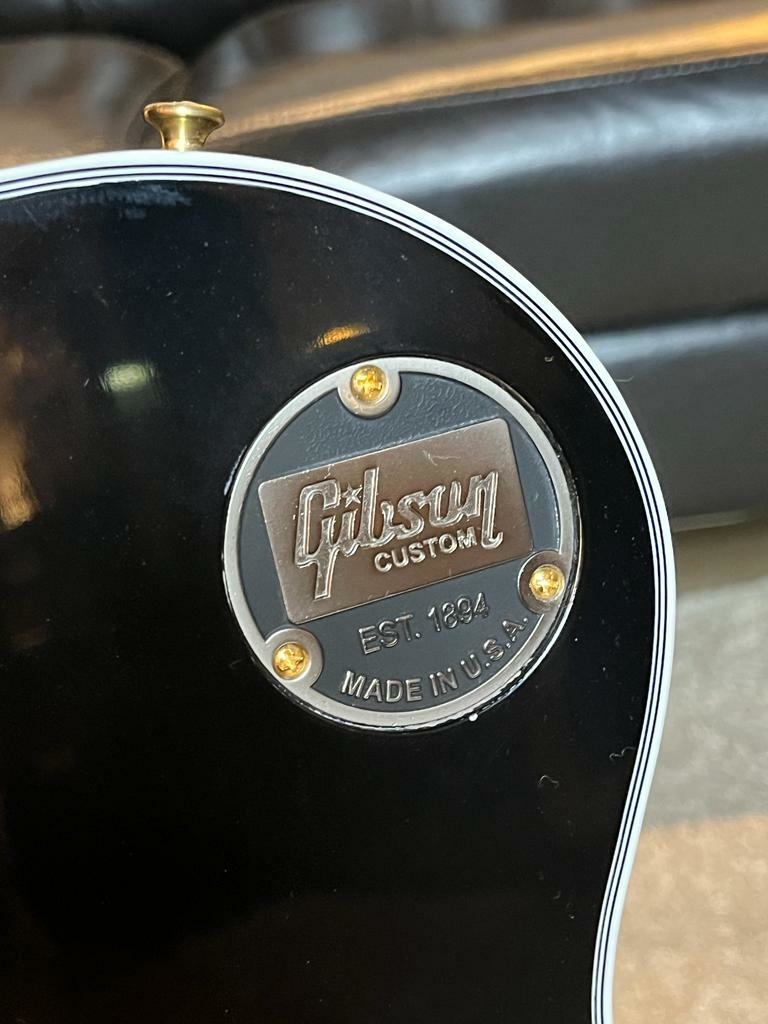 Gibson
CUSTOM
EST. 1894
MADE IN U.S.A.